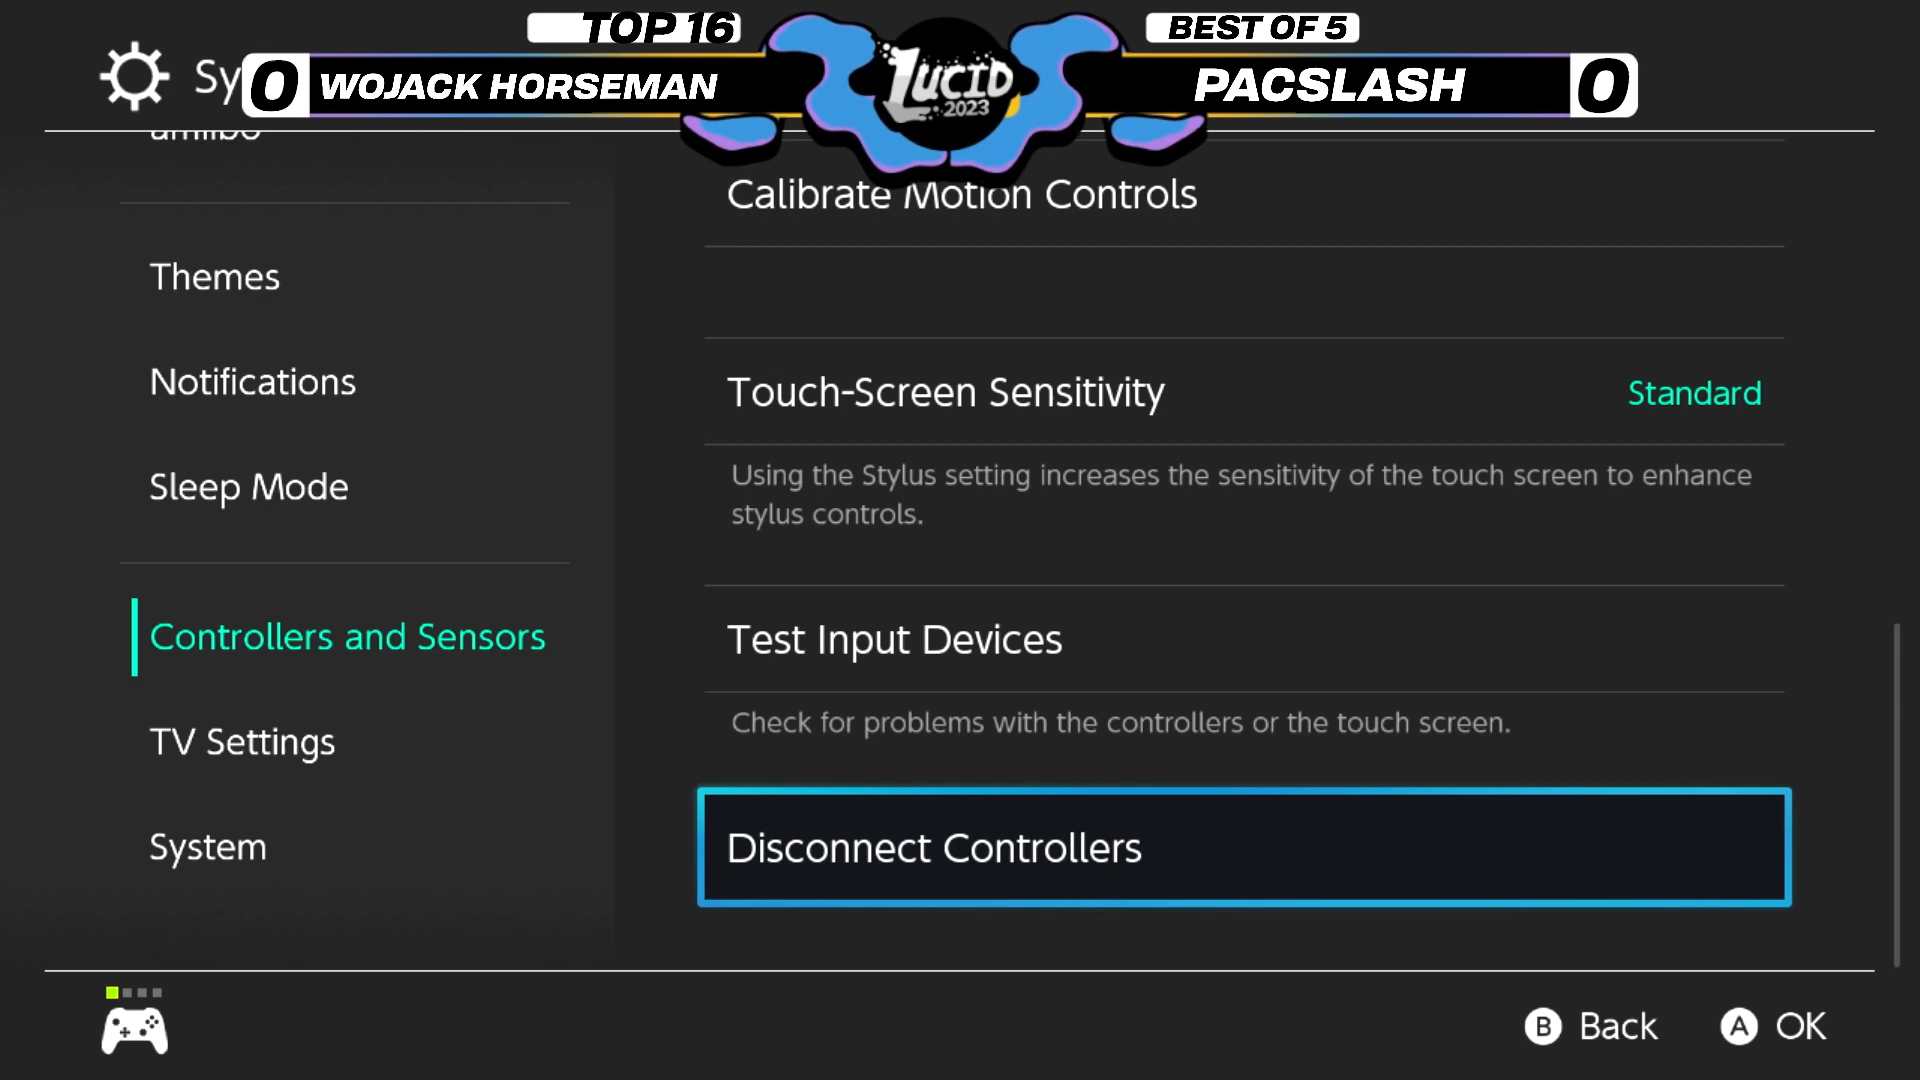 TOP 16
BEST OF 5
Sy
0 WOJACK HORSEMAN
LUCID
2023
PACSLASH 0
amiibo
Themes
Notifications
Sleep Mode
Controllers and Sensors
TV Settings
System
Calibrate Motion Controls
Touch-Screen Sensitivity Standard
Using the Stylus setting increases the sensitivity of the touch screen to enhance
stylus controls.
Test Input Devices
Check for problems with the controllers or the touch screen.
Disconnect Controllers
B Back A OK